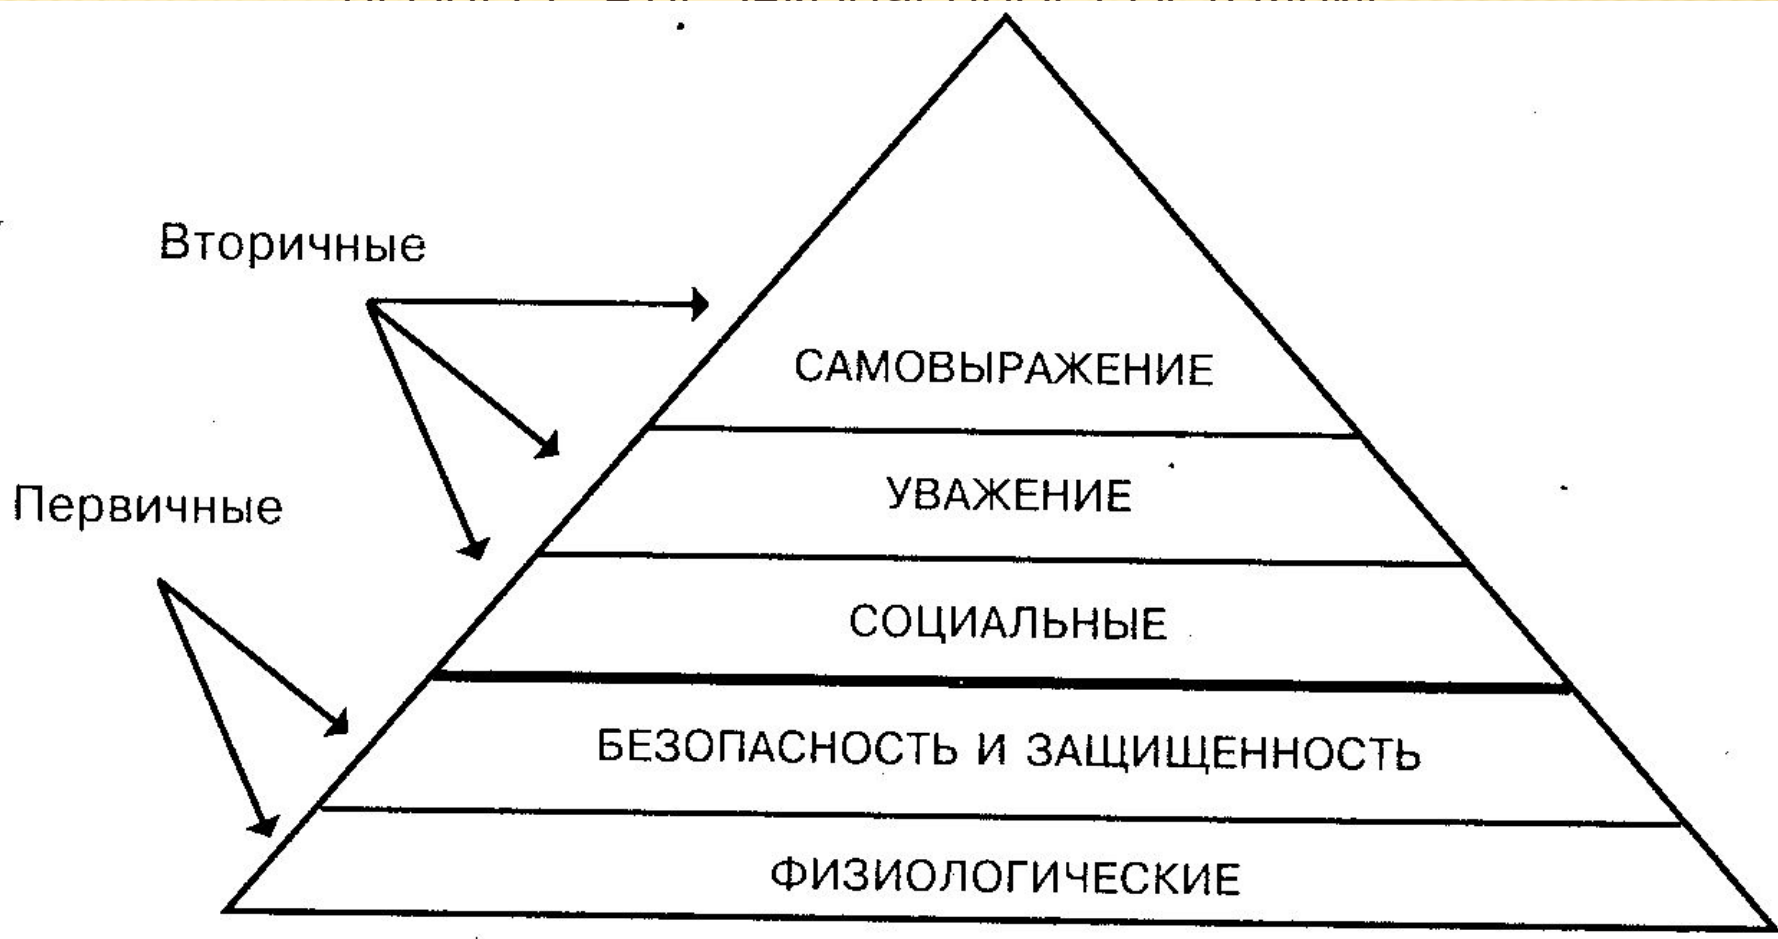 Вторичные
САМОВЫРАЖЕНИЕ
УВАЖЕНИЕ
Первичные
СОЦИАЛЬНЫЕ
БЕЗОПАСНОСТЬ И ЗАЩИЩЕННОСТЬ
ФИЗИОЛОГИЧЕСКИЕ